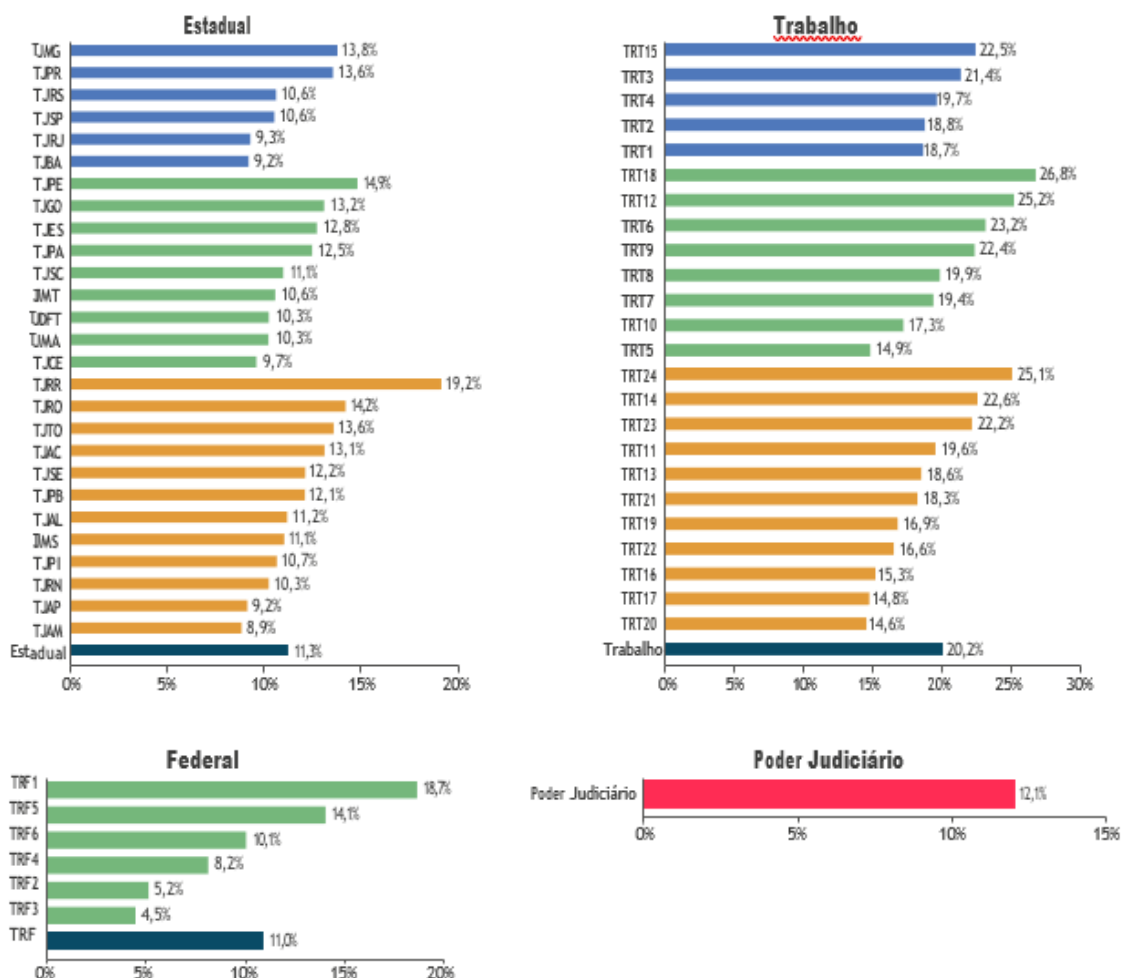 Estadual
TJMG 13,8%
TJPR 13,6%
TJRS 10,6%
TJSP 10,6%
TJRJ 9,3%
TJBA 9,2%
TJPE 14,9%
TJGO 13,2%
TJES 12,8%
TJPA 12,5%
TJSC 11,1%
JIMT 10,6%
TJDFT 10,3%
TJMA 10,3%
TJCE 9,7%
TJRR 19,2%
TJRO 14,2%
TJTO 13,6%
TJAC 13,1%
TJSE 12,2%
TJPB 12,1%
TJAL 11,2%
JIMS 11,1%
TJPI 10,7%
TJRN 10,3%
TJAP 9,2%
TJAM 8,9%
Estadual 11,3%
0% 5% 10% 15% 20%
Trabalho
TRT15 22,5%
TRT3 21,4%
TRT4 19,7%
TRT2 18,8%
TRT1 18,7%
TRT18 26,8%
TRT12 25,2%
TRT6 23,2%
TRT9 22,4%
TRT8 19,9%
TRT7 19,4%
TRT10 17,3%
TRT5 14,9%
TRT24 25,1%
TRT14 22,6%
TRT23 22,2%
TRT11 19,6%
TRT13 18,6%
TRT21 18,3%
TRT19 16,9%
TRT22 16,6%
TRT16 15,3%
TRT17 14,8%
TRT20 14,6%
Trabalho 20,2%
0% 5% 10% 15% 20% 25% 30%
Federal
TRF1 18,7%
TRF5 14,1%
TRF6 10,1%
TRF4 8,2%
TRF2 5,2%
TRF3 4,5%
TRF 11,0%
0% 5% 10% 15% 20%
Poder Judiciário
Poder Judiciário 12,1%
0% 5% 10% 15%